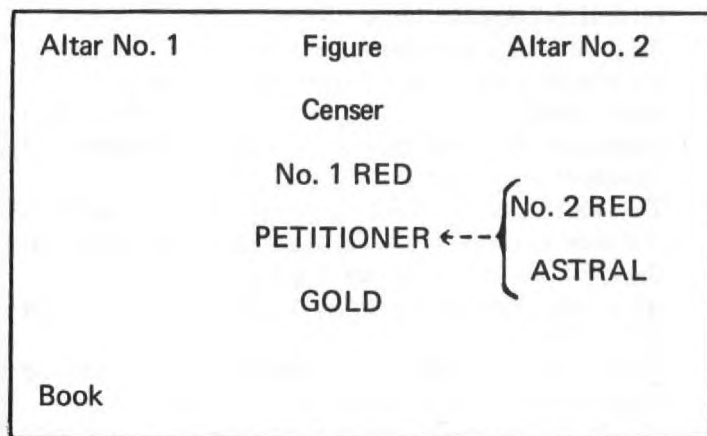 Altar No. 1 Figure Altar No. 2
Censer
No. 1 RED
No. 2 RED
PETITIONER
ASTRAL
GOLD
Book